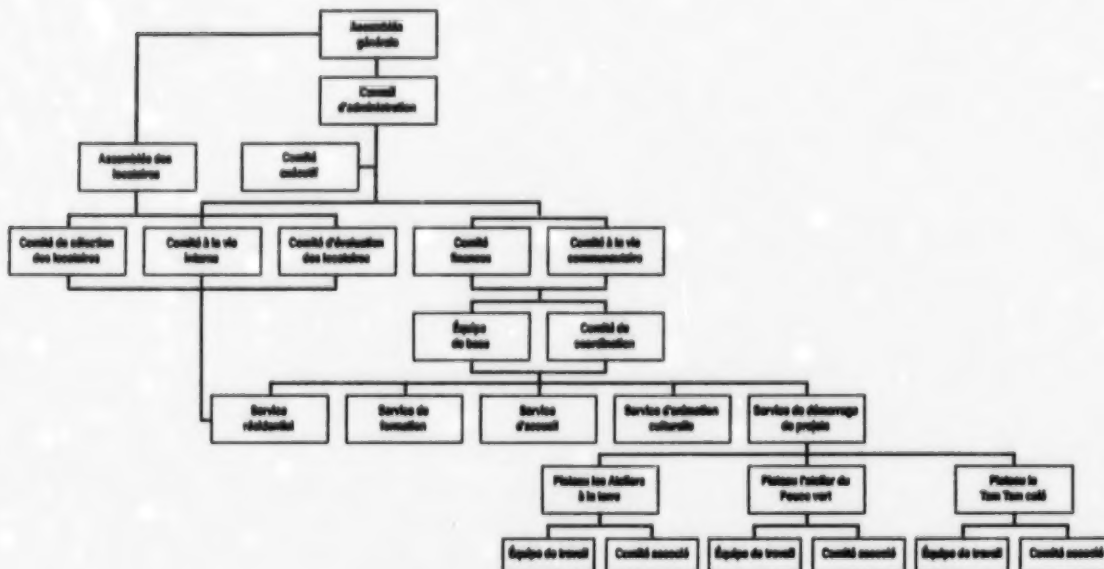 Assemblée
générale
Conseil
d'administration
Assemblée des
locataires
Comité
exécutif
Comité de sélection
des locataires
Comité à la vie
interne
Comité d'évaluation
des locataires
Comité
finances
Comité à la vie
communautaire
Équipe
de base
Comité de
coordination
Service
résidentiel
Service de
formation
Service
d'accueil
Service d'animation
culturelle
Service de démarrage
de projets
Plateau les Ateliers
à la terre
Plateau l'atelier du
Pouce vert
Plateau le
Tam Tam café
Équipe de travail
Comité associé
Équipe de travail
Comité associé
Équipe de travail
Comité associé